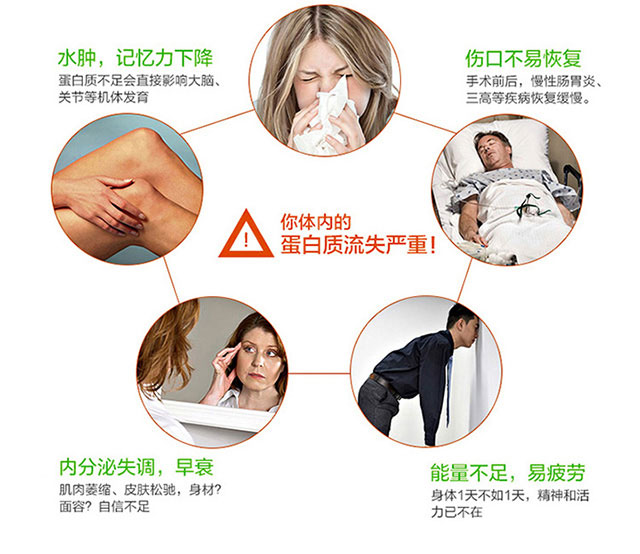 水肿，记忆力下降
蛋白质不足会直接影响大脑、
关节等机体发育
伤口不易恢复
手术前后，慢性肠胃炎、
三高等疾病恢复缓慢。
!
你体内的
蛋白质流失严重！
内分泌失调，早衰
肌肉萎缩、皮肤松驰，身材？
面容？自信不足
能量不足，易疲劳
身体1天不如1天，精神和活
力已不在